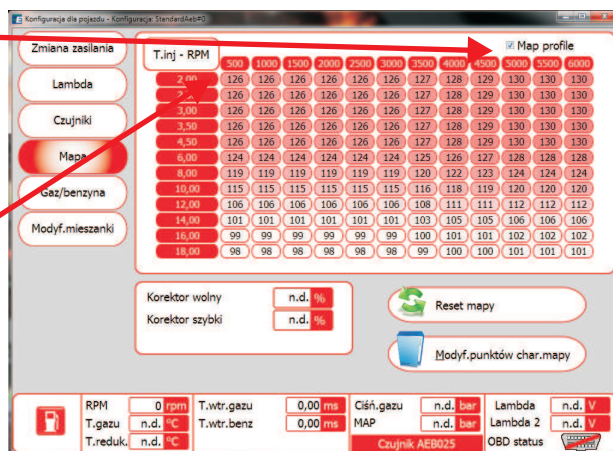 Konfiguracja dla pojazdu - Konfiguracja: StandardAeb#0
Zmiana zasilania
Lambda
Czujniki
Mapa
Gaz/benzyna
Modyf.mieszanki
Map profile
T.inj - RPM
500 1000 1500 2000 2500 3000 3500 4000 4500 5000 5500 6000
2,00 126 126 126 126 126 126 127 128 129 130 130 130
126 126 126 126 126 126 127 128 129 130 130 130
3,00 126 126 126 126 126 126 127 128 129 130 130 130
3,50 126 126 126 126 126 126 127 128 129 130 130 130
4,50 126 126 126 126 126 126 127 128 129 130 130 130
6,00 124 124 124 124 124 124 125 126 127 128 128 128
8,00 119 119 119 119 119 119 120 122 123 124 124 124
10,00 115 115 115 115 115 116 116 118 119 120 120 120
12,00 106 106 106 106 106 106 108 111 111 112 112 112
14,00 101 101 101 101 101 101 103 105 105 106 106 106
16,00 99 99 99 99 99 99 100 101 101 102 102 102
18,00 98 98 98 98 98 98 99 100 100 101 101 101
Korektor wolny n.d. %
Korektor szybki n.d. %
Reset mapy
Modyf.punktów char.mapy
RPM 0 rpm T.wtr.gazu 0,00 ms Ciśń.gazu n.d. bar Lambda n.d. V
T.gazu n.d. °C T.wtr.benz 0,00 ms MAP n.d. bar Lambda 2 n.d. V
T.reduk. n.d. °C Czujnik AEB025 OBD status